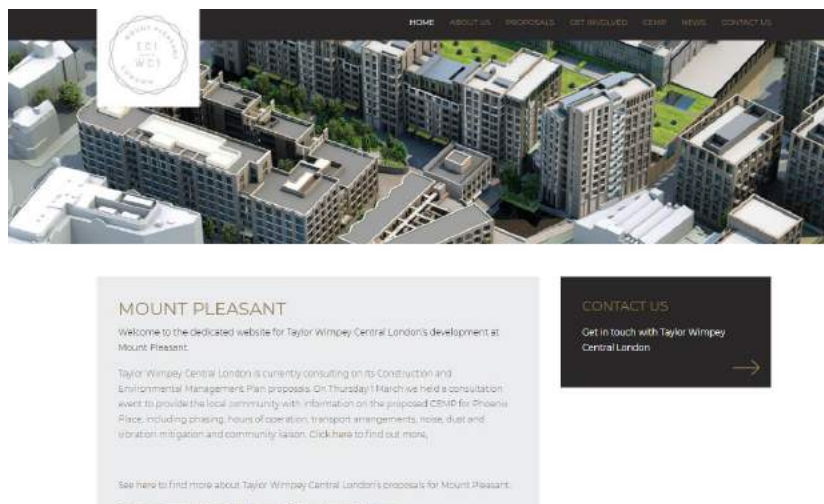 HOME ABOUT US PROPOSALS GET INVOLVED CEMP NEWS CONTACT US
MOUNT PLEASANT
EC1
WC1
LONDON
MOUNT PLEASANT
Welcome to the dedicated website for Taylor Wimpey Central London's development at
Mount Pleasant.
Taylor Wimpey Central London is currently consulting on its Construction and
Environmental Management Plan proposals. On Thursday 1 March we held a consultation
event to provide the local community with information on the proposed CEMP for Phoenix
Place, including phasing, hours of operation, transport arrangements, noise, dust and
vibration mitigation and community liaison. Click here to find out more.
See here to find more about Taylor Wimpey Central London's proposals for Mount Pleasant.
CONTACT US
Get in touch with Taylor Wimpey
Central London